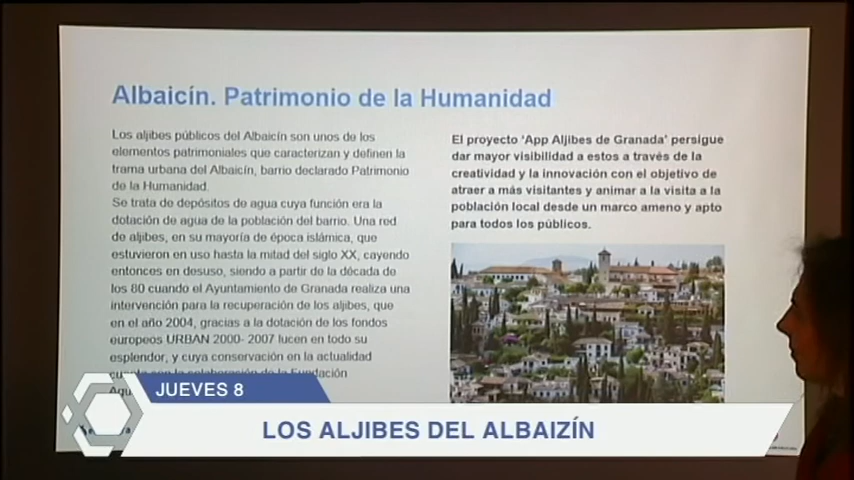 Albaicín. Patrimonio de la Humanidad
Los aljibes públicos del Albaicín son unos de los
elementos patrimoniales que caracterizan y definen la
trama urbana del Albaicín, barrio declarado Patrimonio
de la Humanidad.
Se trata de depósitos de agua cuya función era la
dotación de agua de la población del barrio. Una red
de aljibes, en su mayoría de época islámica, que
estuvieron en uso hasta la mitad del siglo XX, cayendo
entonces en desuso, siendo a partir de la década de
los 80 cuando el Ayuntamiento de Granada realiza una
intervención para la recuperación de los aljibes, que
en el año 2004, gracias a la dotación de los fondos
europeos URBAN 2000- 2007 lucen en todo su
esplendor, y cuya conservación en la actualidad
cuenta con la colaboración de la Fundación
El proyecto 'App Aljibes de Granada' persigue
dar mayor visibilidad a estos a través de la
creatividad y la innovación con el objetivo de
atraer a más visitantes y animar a la visita a la
población local desde un marco ameno y apto
para todos los públicos.
JUEVES 8
LOS ALJIBES DEL ALBAIZÍN